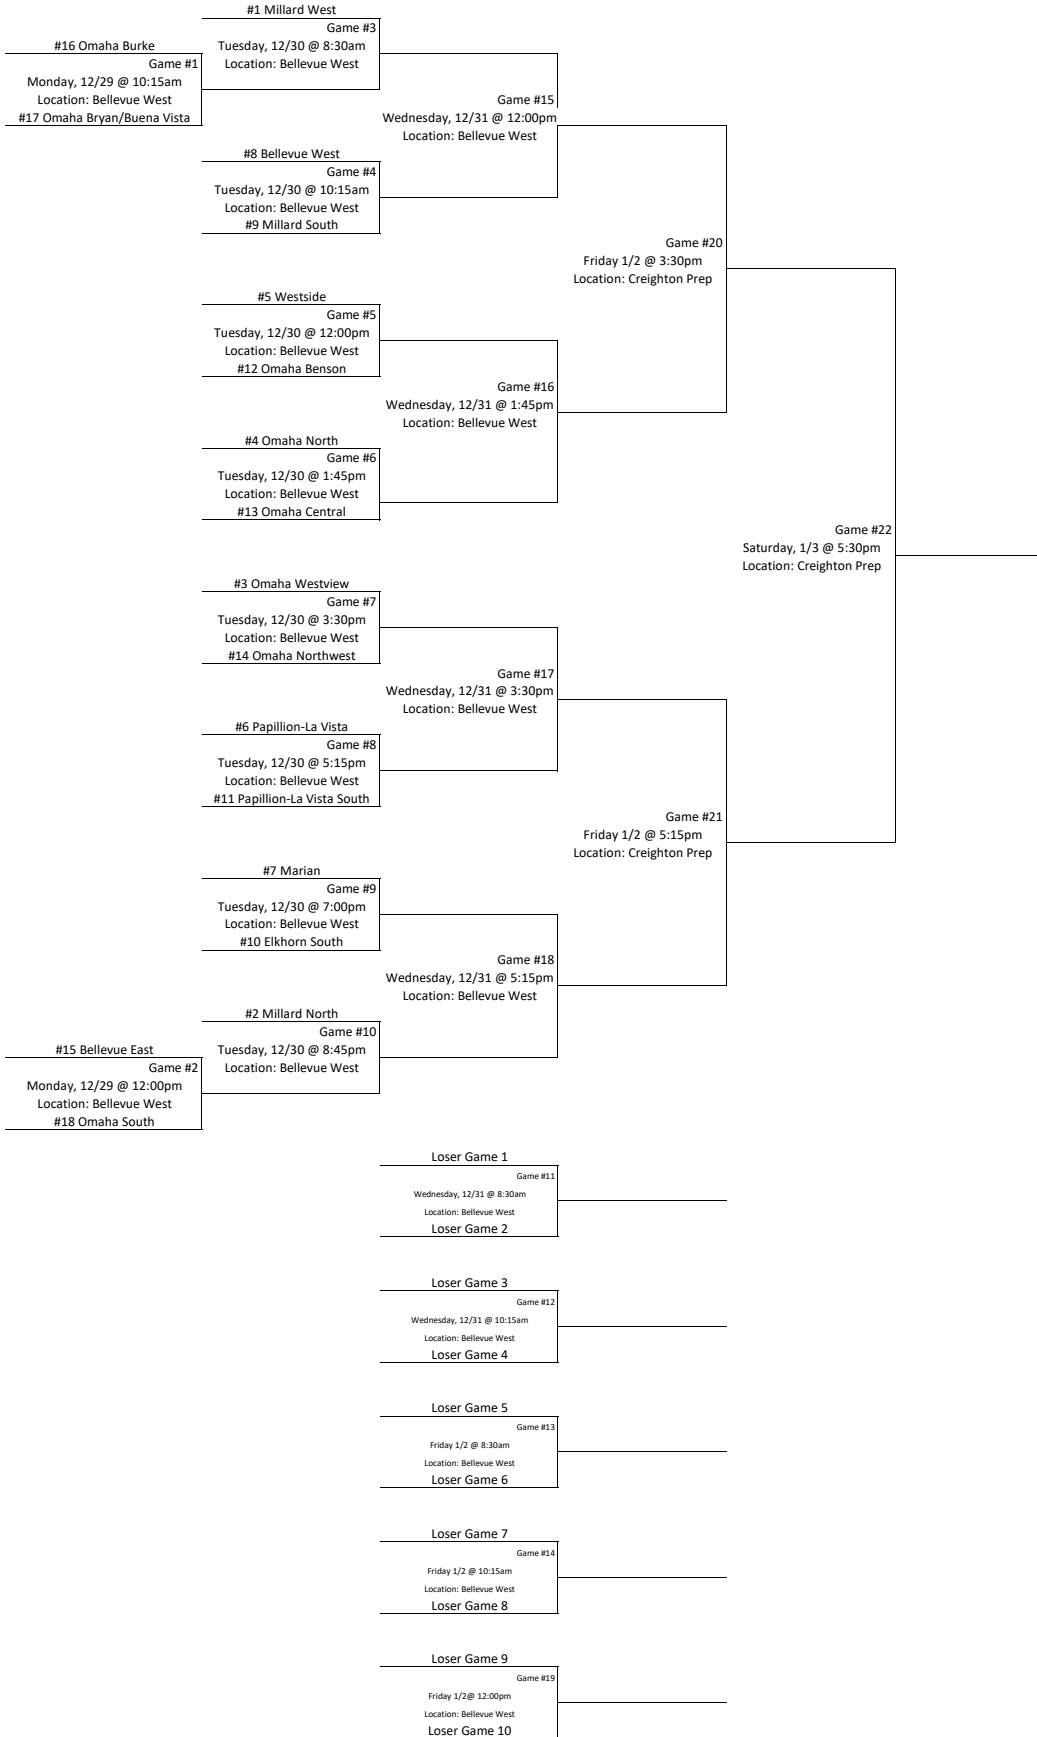 #1 Millard West
Game #3
Tuesday, 12/30 @ 8:30am
Location: Bellevue West
#16 Omaha Burke
Game #1
Monday, 12/29 @ 10:15am
Location: Bellevue West
#17 Omaha Bryan/Buena Vista
Game #15
Wednesday, 12/31 @ 12:00pm
Location: Bellevue West
#8 Bellevue West
Game #4
Tuesday, 12/30 @ 10:15am
Location: Bellevue West
#9 Millard South
Game #20
Friday 1/2 @ 3:30pm
Location: Creighton Prep
#5 Westside
Game #5
Tuesday, 12/30 @ 12:00pm
Location: Bellevue West
#12 Omaha Benson
Game #16
Wednesday, 12/31 @ 1:45pm
Location: Bellevue West
#4 Omaha North
Game #6
Tuesday, 12/30 @ 1:45pm
Location: Bellevue West
#13 Omaha Central
Game #22
Saturday, 1/3 @ 5:30pm
Location: Creighton Prep
#3 Omaha Westview
Game #7
Tuesday, 12/30 @ 3:30pm
Location: Bellevue West
#14 Omaha Northwest
Game #17
Wednesday, 12/31 @ 3:30pm
Location: Bellevue West
#6 Papillion-La Vista
Game #8
Tuesday, 12/30 @ 5:15pm
Location: Bellevue West
#11 Papillion-La Vista South
Game #21
Friday 1/2 @ 5:15pm
Location: Creighton Prep
#7 Marian
Game #9
Tuesday, 12/30 @ 7:00pm
Location: Bellevue West
#10 Elkhorn South
Game #18
Wednesday, 12/31 @ 5:15pm
Location: Bellevue West
#2 Millard North
Game #10
Tuesday, 12/30 @ 8:45pm
Location: Bellevue West
#15 Bellevue East
Game #2
Monday, 12/29 @ 12:00pm
Location: Bellevue West
#18 Omaha South
Loser Game 1
Game #11
Wednesday, 12/31 @ 8:30am
Location: Bellevue West
Loser Game 2
Loser Game 3
Game #12
Wednesday, 12/31 @ 10:15am
Location: Bellevue West
Loser Game 4
Loser Game 5
Game #13
Friday 1/2 @ 8:30am
Location: Bellevue West
Loser Game 6
Loser Game 7
Game #14
Friday 1/2 @ 10:15am
Location: Bellevue West
Loser Game 8
Loser Game 9
Game #19
Friday 1/2@ 12:00pm
Location: Bellevue West
Loser Game 10